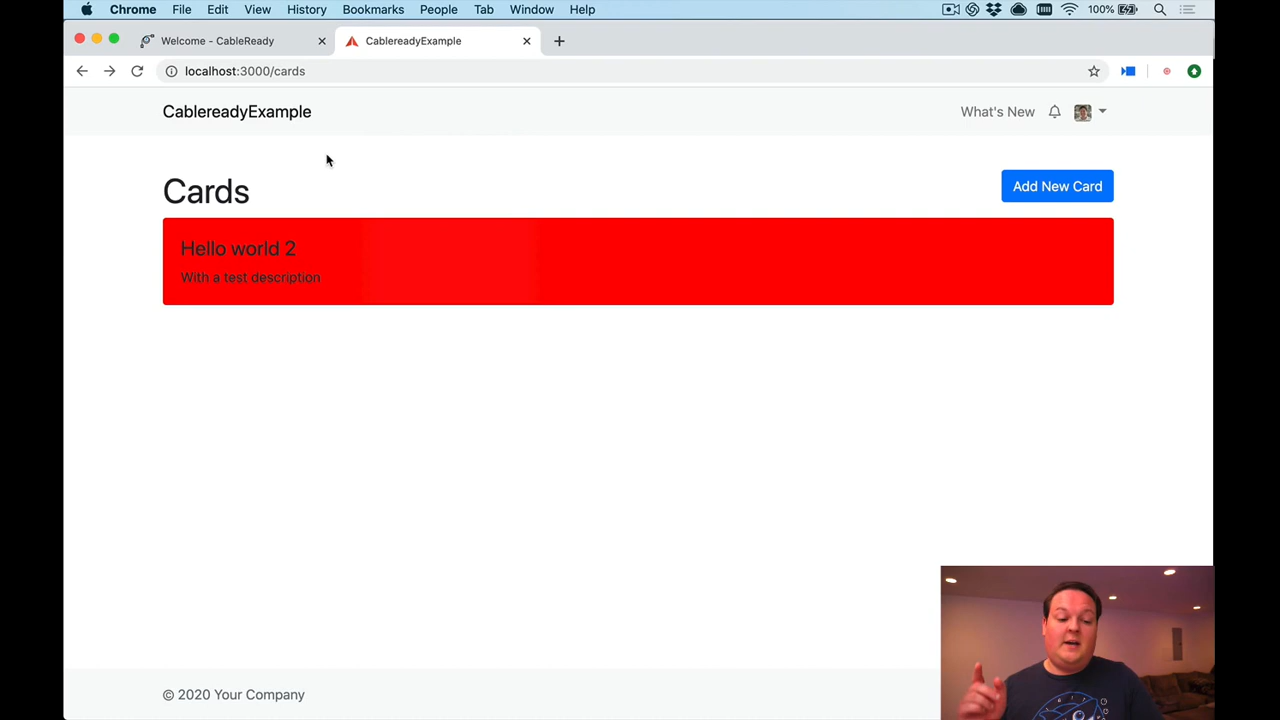 Chrome File Edit View History Bookmarks People Tab Window Help 100%
Welcome - CableReady CablereadyExample
localhost:3000/cards
CablereadyExample What's New
Cards Add New Card
Hello world 2
With a test description
© 2020 Your Company